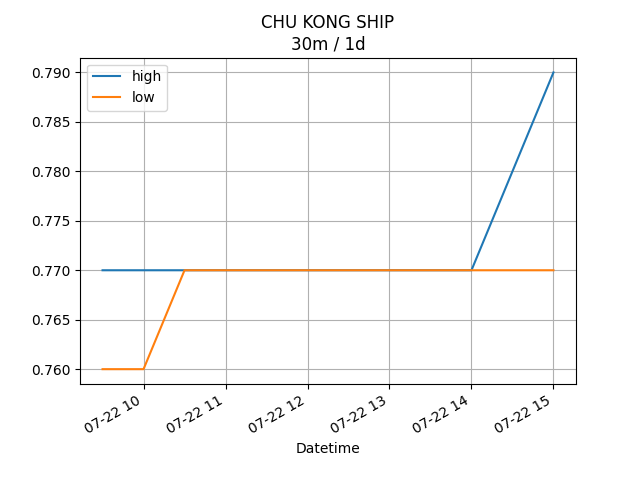 CHU KONG SHIP
30m / 1d
high
low
0.790
0.785
0.780
0.775
0.770
0.765
0.760
07-22 10
07-22 11
07-22 12
07-22 13
07-22 14
07-22 15
Datetime